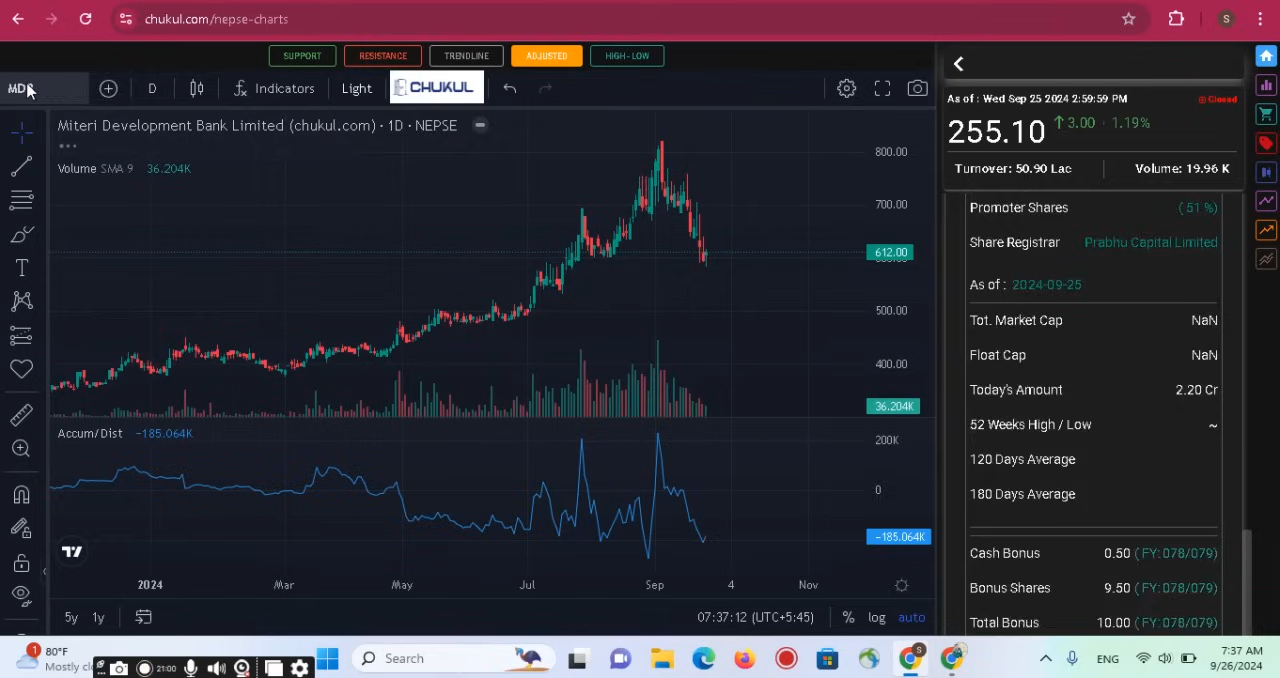 chukul.com/nepse-charts
S
SUPPORT
RESISTANCE
TRENDLINE
ADJUSTED
HIGH-LOW
D
Indicators
Light
CHUKUL
Miteri Development Bank Limited (chukul.com) · 1D · NEPSE
Volume SMA 9 36.204K
800.00
700.00
612.00
500.00
400.00
36.204K
Accum/Dist −185.064K
200K
0
−185.064K
2024 Mar May Jul Sep 4 Nov
5y 1y
07:37:12 (UTC+5:45)
% log auto
As of : Wed Sep 25 2024 2:59:59 PM
Closed
255.10 ↑ 3.00 · 1.19%
Turnover: 50.90 Lac
Volume: 19.96 K
Promoter Shares (51 %)
Share Registrar Prabhu Capital Limited
As of : 2024-09-25
Tot. Market Cap NaN
Float Cap NaN
Today's Amount 2.20 Cr
52 Weeks High / Low ~
120 Days Average
180 Days Average
Cash Bonus 0.50 (FY: 078/079)
Bonus Shares 9.50 (FY: 078/079)
Total Bonus 10.00 (FY: 078/079)
1
80°F
Mostly cl
21:00
Search
S
ENG
7:37 AM
9/26/2024